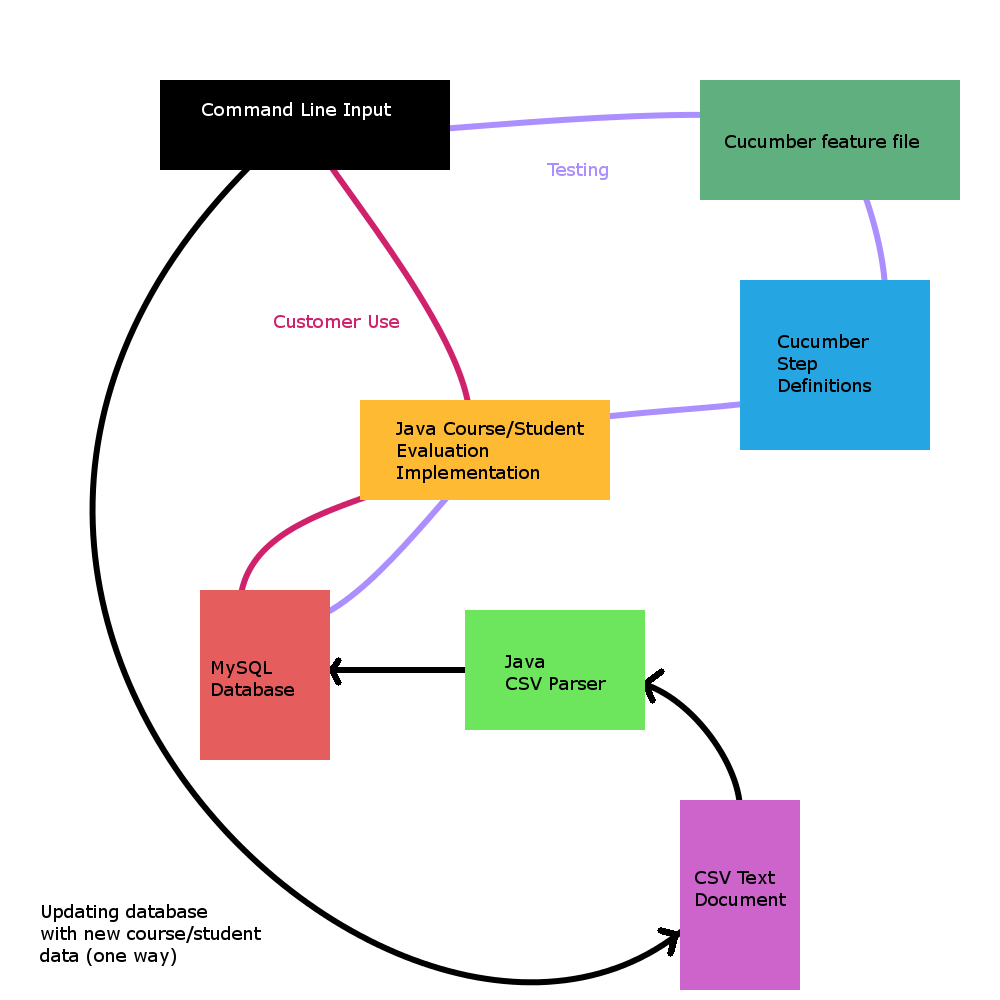 Command Line Input
Cucumber feature file
Testing
Customer Use
Cucumber
Step
Definitions
Java Course/Student
Evaluation
Implementation
MySQL
Database
Java
CSV Parser
CSV Text
Document
Updating database
with new course/student
data (one way)